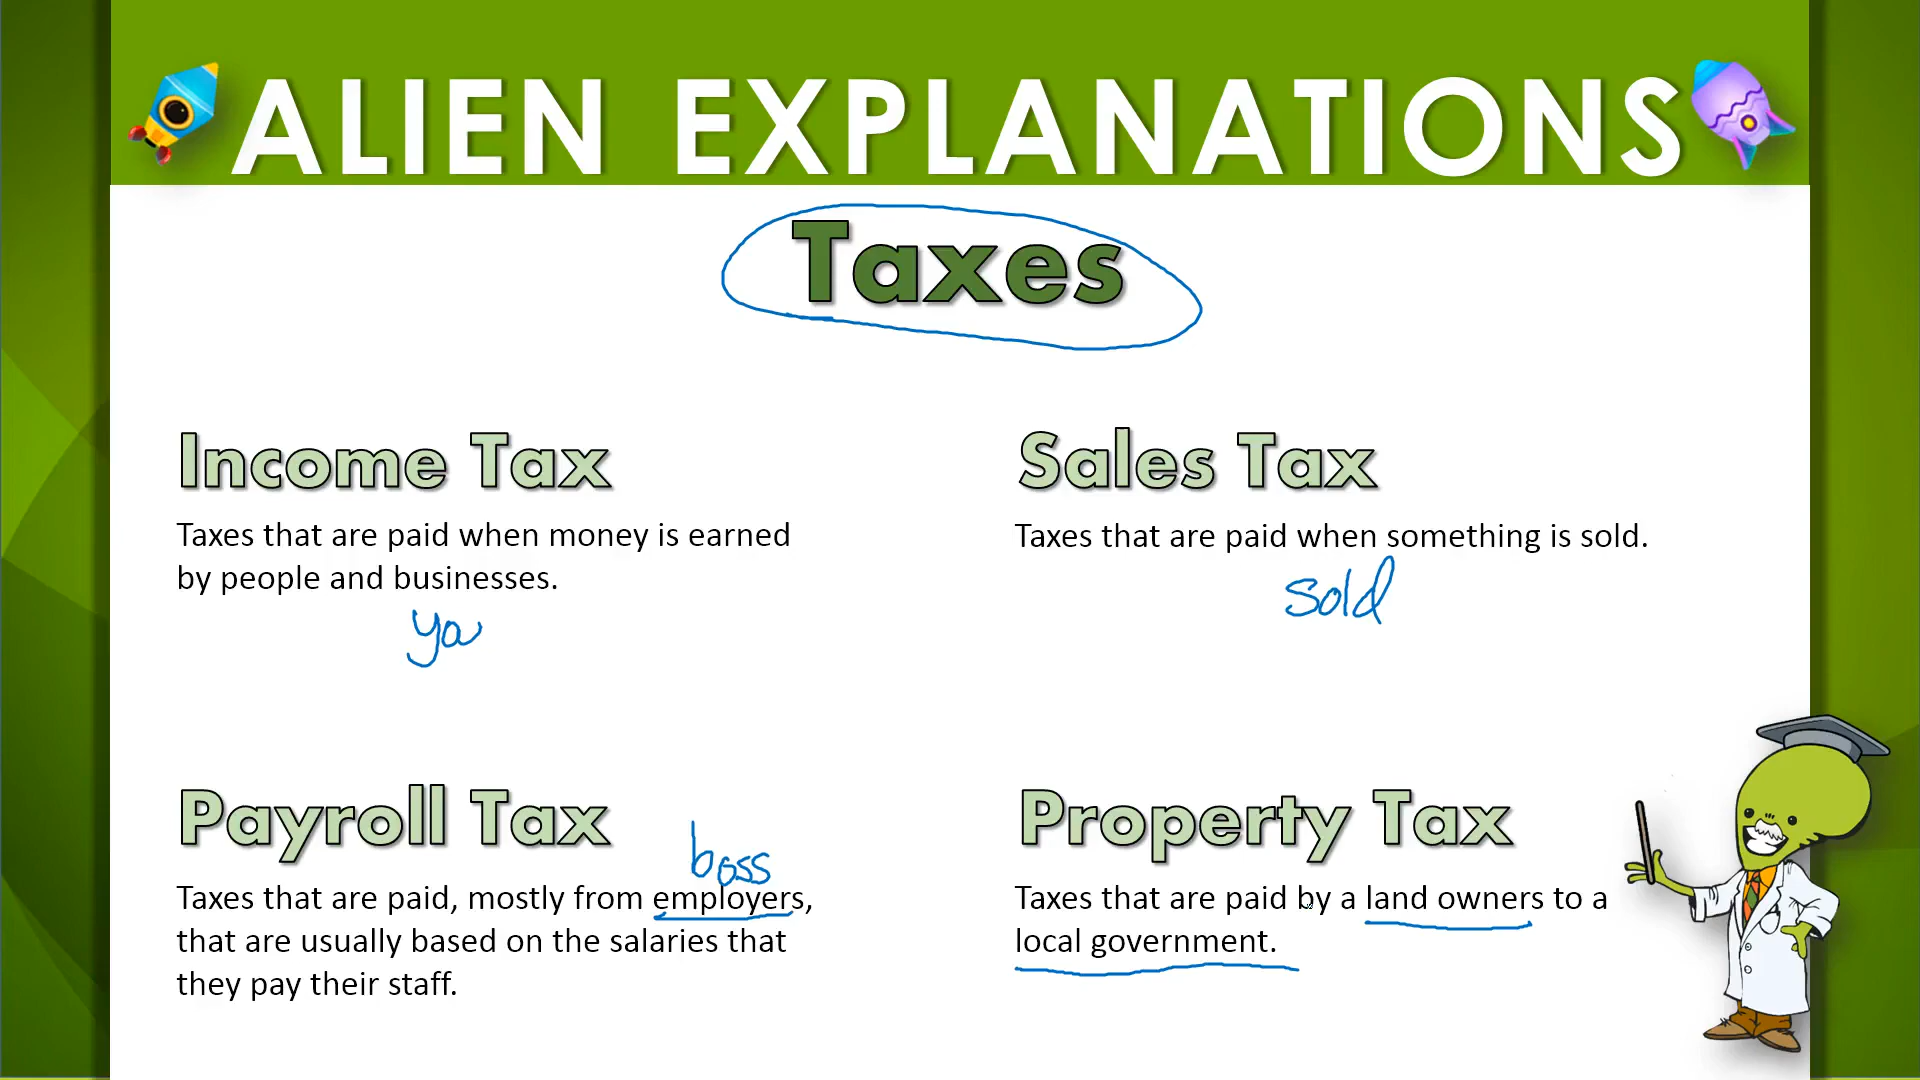 ALIEN EXPLANATIONS
Taxes
Income Tax
Taxes that are paid when money is earned
by people and businesses.
Sales Tax
Taxes that are paid when something is sold.
sold
Payroll Tax
boss
Taxes that are paid, mostly from employers,
that are usually based on the salaries that
they pay their staff.
Property Tax
Taxes that are paid by a land owners to a
local government.